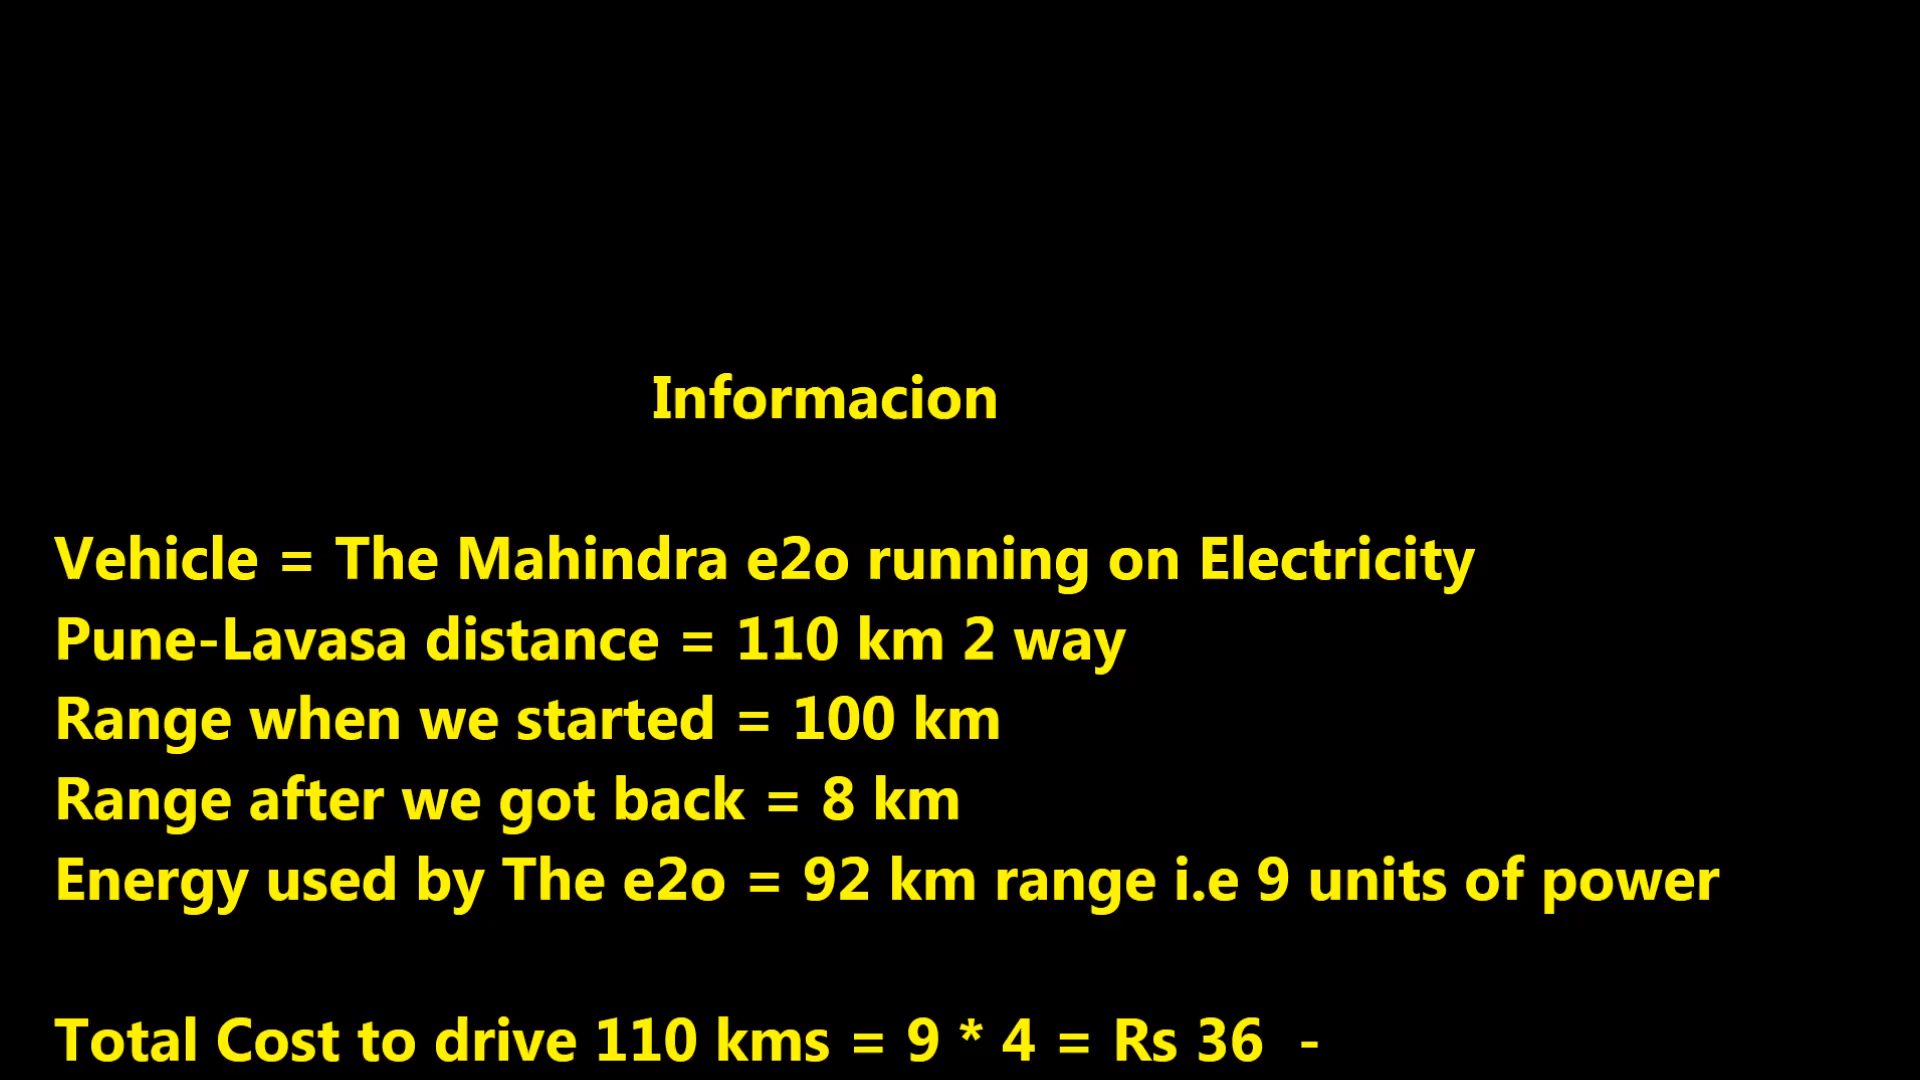 Informacion
Vehicle = The Mahindra e2o running on Electricity
Pune-Lavasa distance = 110 km 2 way
Range when we started = 100 km
Range after we got back = 8 km
Energy used by The e2o = 92 km range i.e 9 units of power
Total Cost to drive 110 kms = 9 * 4 = Rs 36 -